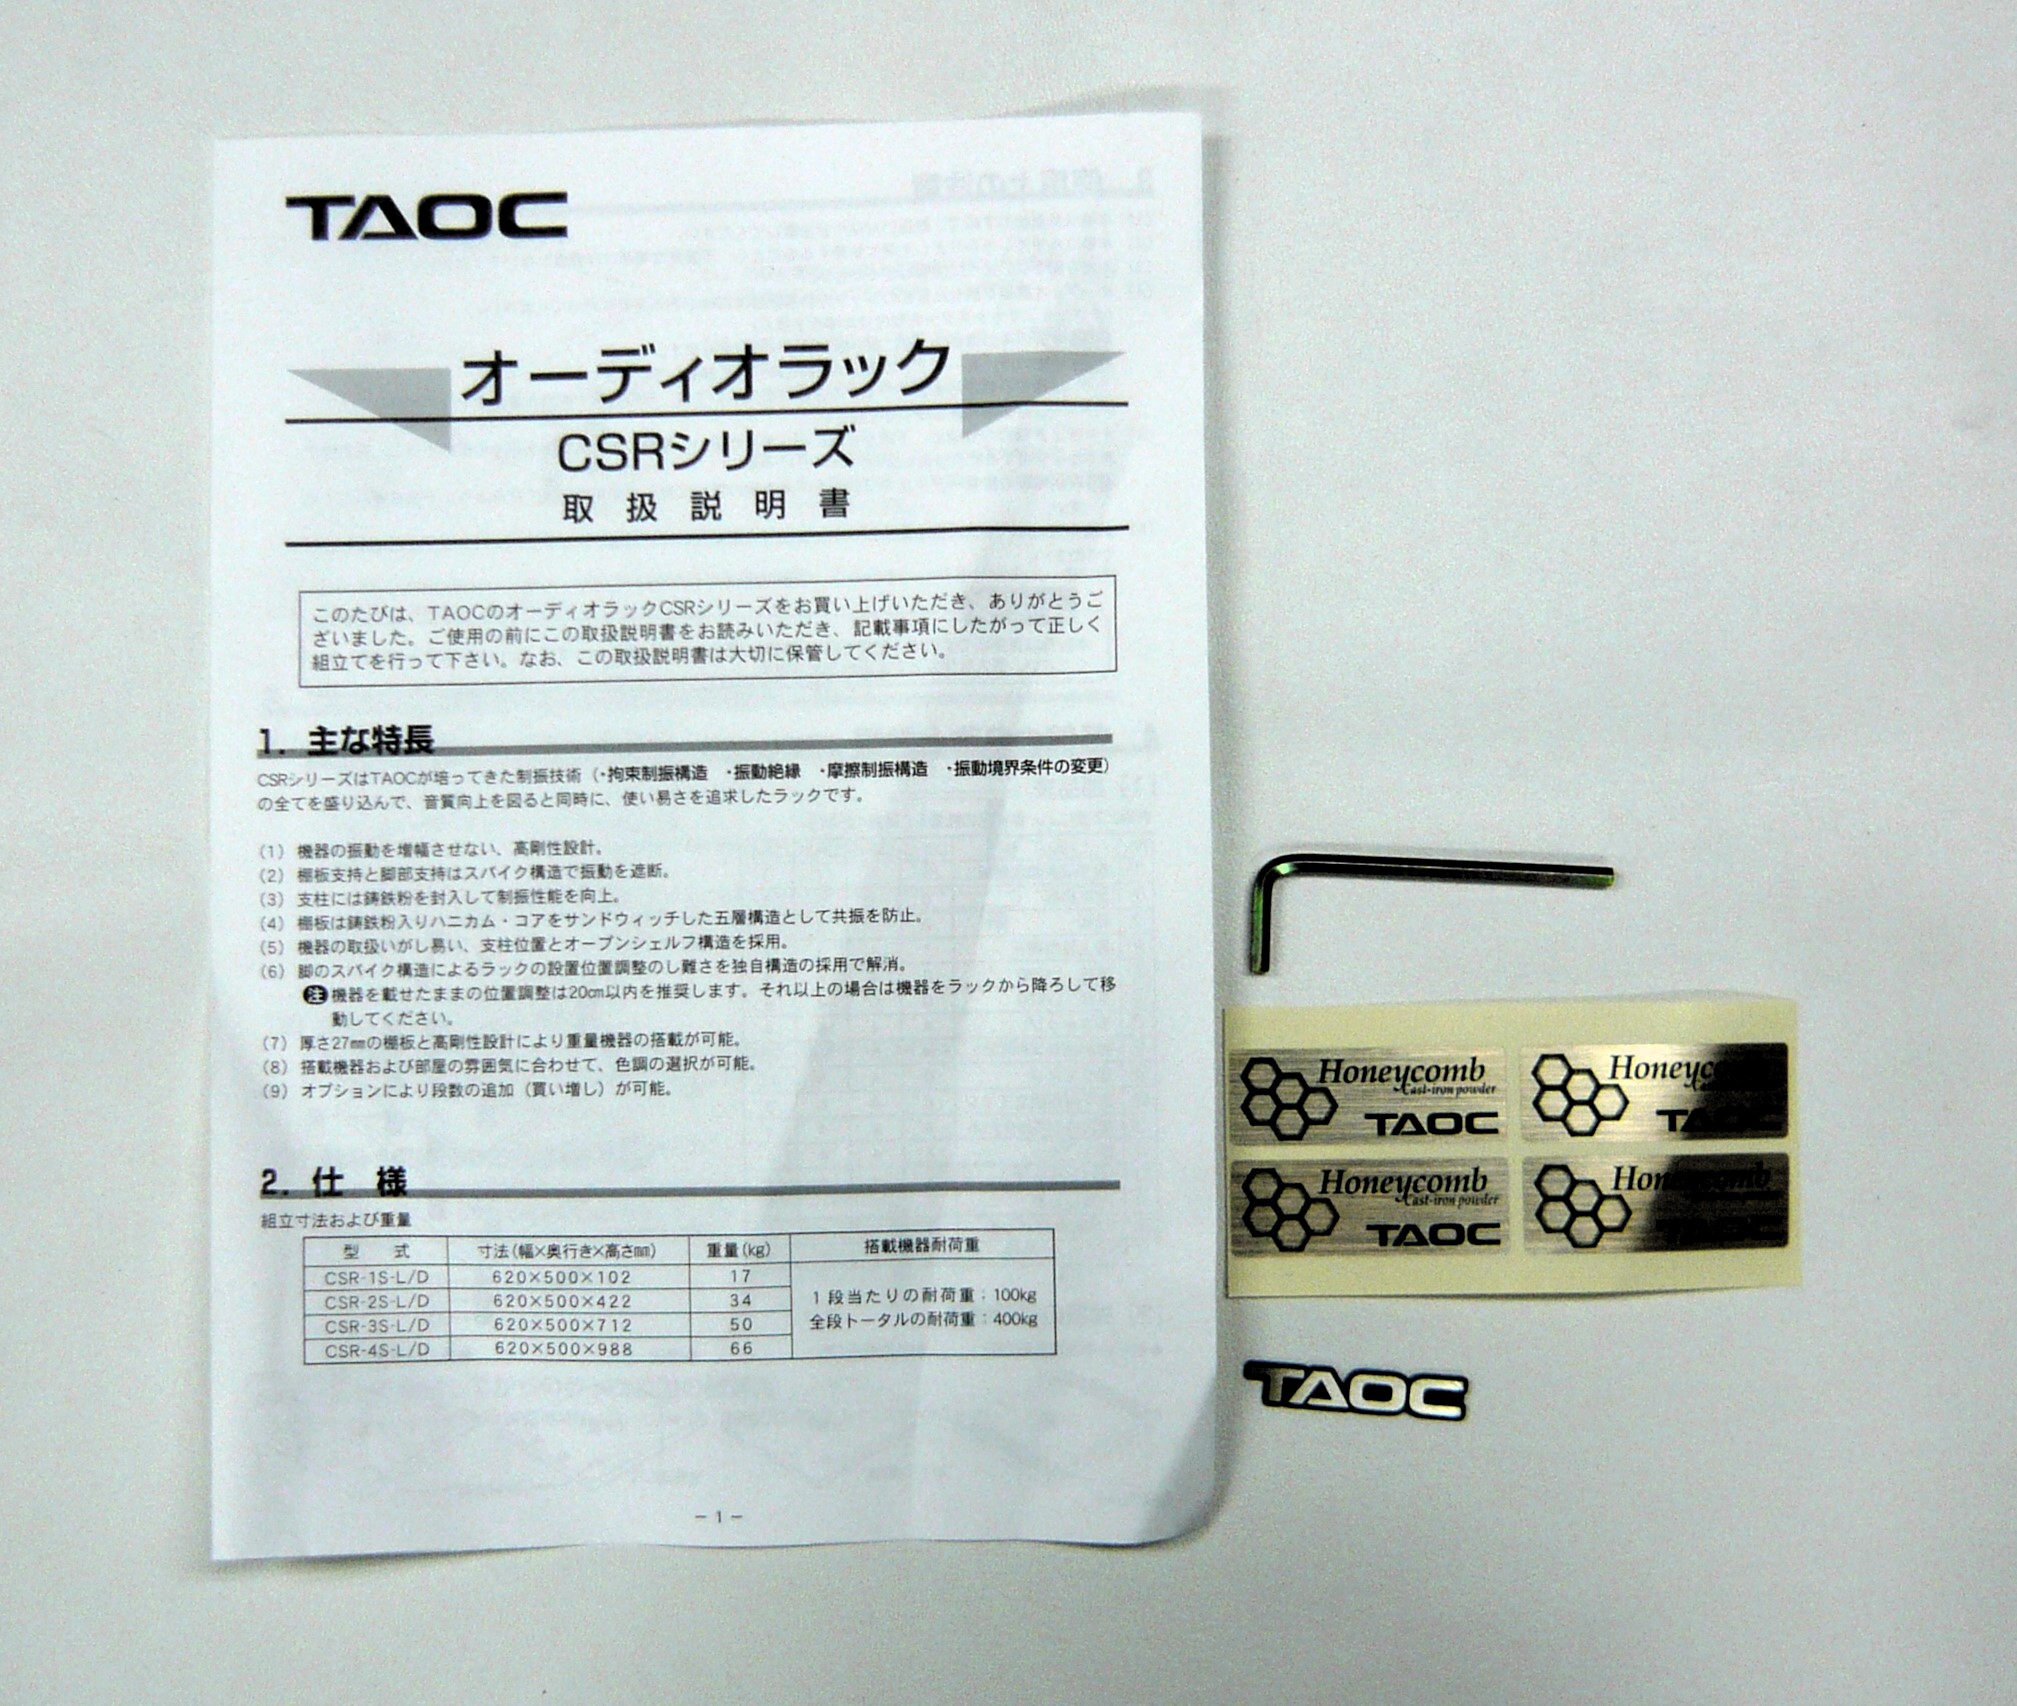 TAOC
オーディオラック
CSRシリーズ
取扱説明書
このたびは、TAOCのオーディオラックCSRシリーズをお買い上げいただき、ありがとうご
ざいました。ご使用の前にこの取扱説明書をお読みいただき、記載事項にしたがって正しく
組立てを行って下さい。なお、この取扱説明書は大切に保管してください。
1. 主な特長
CSRシリーズはTAOCが培ってきた制振技術（・拘束制振構造　・振動絶縁　・摩擦制振構造　・振動境界条件の変更）
の全てを盛り込んで、音質向上を図ると同時に、使い易さを追求したラックです。
（1）機器の振動を増幅させない、高剛性設計。
（2）棚板支持と脚部支持はスパイク構造で振動を遮断。
（3）支柱には鋳鉄粉を封入して制振性能を向上。
（4）棚板は鋳鉄粉入りハニカム・コアをサンドウィッチした五層構造として共振を防止。
（5）機器の取扱いがし易い、支柱位置とオープンシェルフ構造を採用。
（6）脚のスパイク構造によるラックの設置位置調整のし難さを独自構造の採用で解消。
注機器を載せたままの位置調整は20㎝以内を推奨します。それ以上の場合は機器をラックから降ろして移
動してください。
（7）厚さ27㎜の棚板と高剛性設計により重量機器の搭載が可能。
（8）搭載機器および部屋の雰囲気に合わせて、色調の選択が可能。
（9）オプションにより段数の追加（買い増し）が可能。
2. 仕　様
組立寸法および重量
型　式　寸法（幅×奥行き×高さ㎜）　重量（kg）　搭載機器耐荷重
CSR-1S-L/D　620×500×102　17
CSR-2S-L/D　620×500×422　34
CSR-3S-L/D　620×500×712　50
CSR-4S-L/D　620×500×988　66
1段当たりの耐荷重：100kg
全段トータルの耐荷重：400kg
－1－
Honeycomb
Cast-iron powder
TAOC
Honeyc
TAOC
Honeycomb
Cast-iron powder
TAOC
Honeycomb
TAOC
TAOC